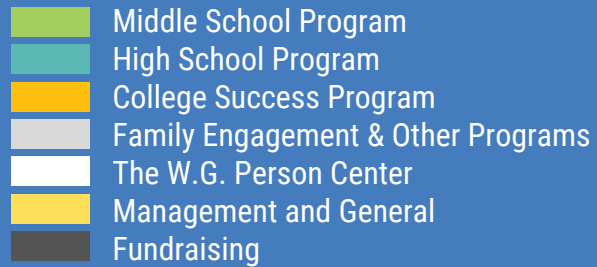 Middle School Program
High School Program
College Success Program
Family Engagement & Other Programs
The W.G. Person Center
Management and General
Fundraising